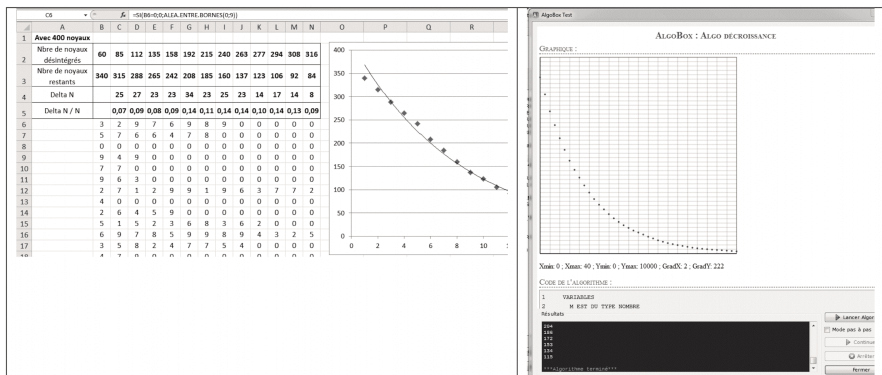 C6 fx =SI(B6=0;0;ALEA.ENTRE.BORNES(0;9))
A B C D E F G H I J K L M N O P Q R
1 Avec 400 noyaux
2 Nbre de noyaux désintégrés 60 85 112 135 158 192 215 240 263 277 294 308 316
3 Nbre de noyaux restants 340 315 288 265 242 208 185 160 137 123 106 92 84
4 Delta N 25 27 23 23 34 23 25 23 14 17 14 8
5 Delta N / N 0,07 0,09 0,08 0,09 0,14 0,11 0,14 0,14 0,10 0,14 0,13 0,09
6 3 2 9 7 6 9 8 9 0 0 0 0 0
7 5 7 6 6 4 7 8 0 0 0 0 0 0
8 0 0 0 0 0 0 0 0 0 0 0 0 0
9 9 4 9 0 0 0 0 0 0 0 0 0 0
10 7 7 0 0 0 0 0 0 0 0 0 0 0
11 9 6 3 0 0 0 0 0 0 0 0 0 0
12 2 7 1 2 9 9 1 9 6 3 7 7 2
13 4 0 0 0 0 0 0 0 0 0 0 0 0
14 2 6 4 5 9 0 0 0 0 0 0 0 0
15 5 1 5 2 3 6 8 3 6 2 0 0 0
16 6 9 7 8 5 9 9 8 9 4 3 2 5
17 3 5 8 2 4 7 7 5 4 0 0 0 0
400
350
300
250
200
150
100
50
0
0 2 4 6 8 10
AlgoBox Test
ALGOBOX : ALGO DÉCROISSANCE
GRAPHIQUE :
Xmin: 0 ; Xmax: 40 ; Ymin: 0 ; Ymax: 10000 ; GradX: 2 ; GradY: 222
CODE DE L'ALGORITHME :
1 VARIABLES
2 M EST DU TYPE NOMBRE
Résultats
***Algorithme terminé***
Lancer Algor
Mode pas à pas
Continue
Arrêter
Fermer